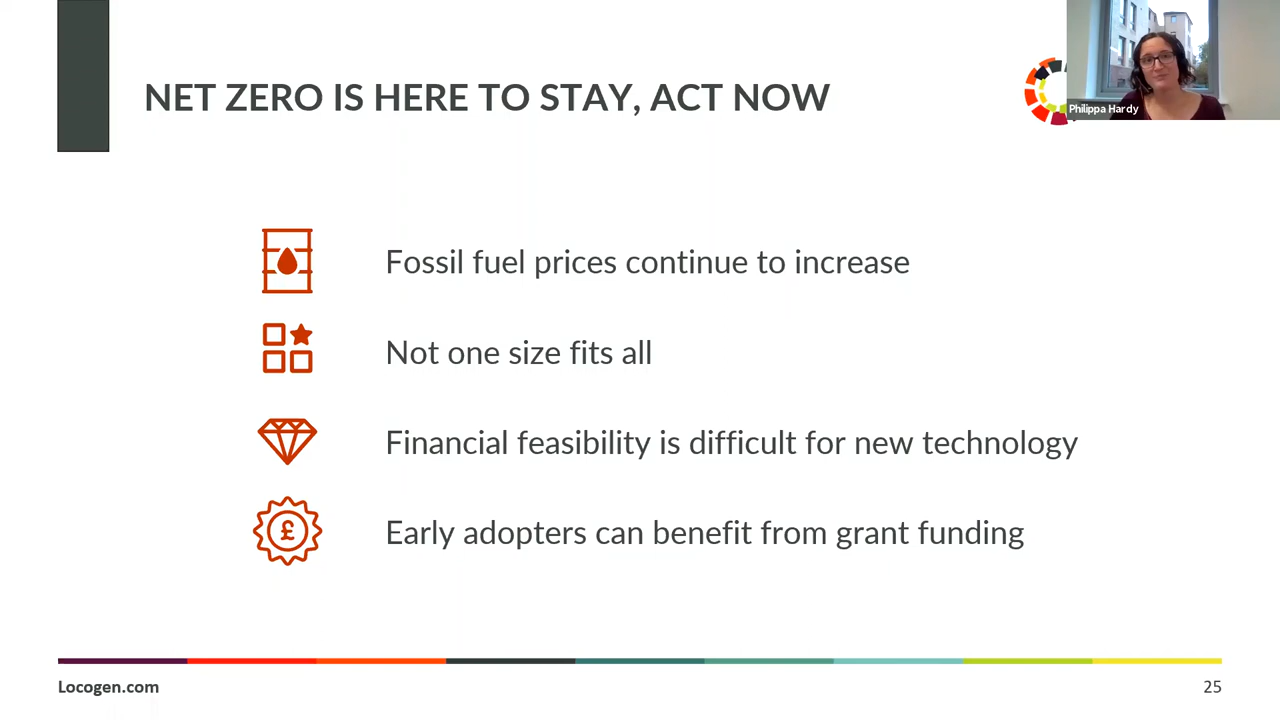 NET ZERO IS HERE TO STAY, ACT NOW
Philippa Hardy
Fossil fuel prices continue to increase
Not one size fits all
Financial feasibility is difficult for new technology
£
Early adopters can benefit from grant funding
Locogen.com
25